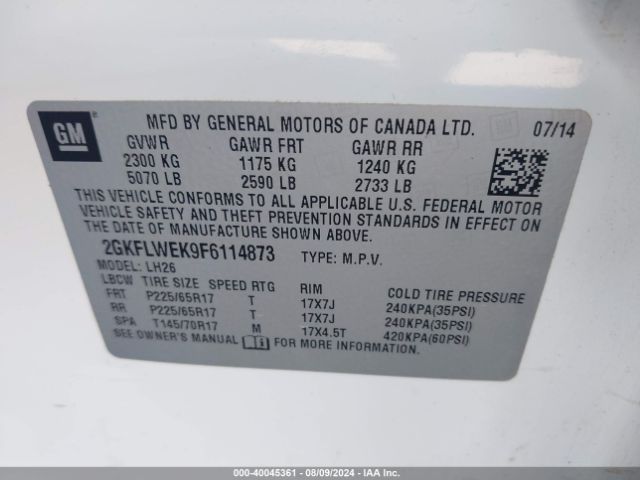 GM
MFD BY GENERAL MOTORS OF CANADA LTD. 07/14
GVWR GAWR FRT GAWR RR
2300 KG 1175 KG 1240 KG
5070 LB 2590 LB 2733 LB
THIS VEHICLE CONFORMS TO ALL APPLICABLE U.S. FEDERAL MOTOR
VEHICLE SAFETY AND THEFT PREVENTION STANDARDS IN EFFECT ON
THE DATE OF MANUFACTURE SHOWN ABOVE.
2GKFLWEK9F6114873 TYPE: M.P.V.
MODEL: LH26
LBCW TIRE SIZE SPEED RTG RIM COLD TIRE PRESSURE
FRT P225/65R17 T 17X7J 240KPA(35PSI)
RR P225/65R17 T 17X7J 240KPA(35PSI)
SPA T145/70R17 M 17X4.5T 420KPA(60PSI)
SEE OWNER'S MANUAL FOR MORE INFORMATION.
000-40045361 - 08/09/2024 - IAA.com